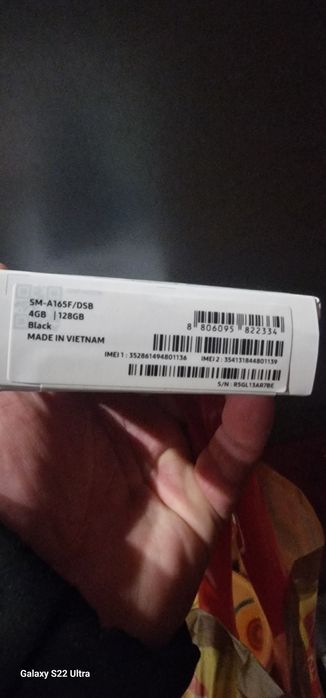 SM-A165F/DSB
4GB | 128GB
Black
MADE IN VIETNAM
8 806095 822334
IMEI 1 : 352861494801136 IMEI 2 : 354131844801139
S/N : R5GL13AR7BE
Galaxy S22 Ultra